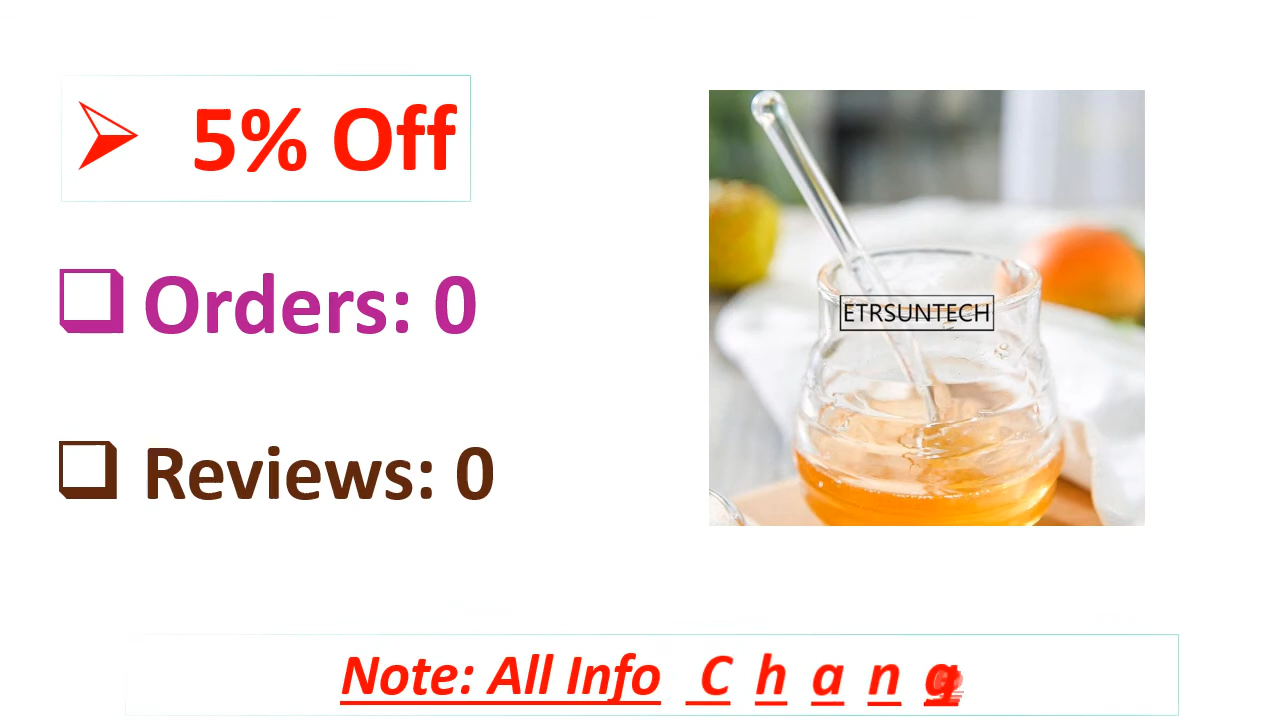 5% Off
Orders: 0
ETRSUNTECH
Reviews: 0
Note: All Info C h a n